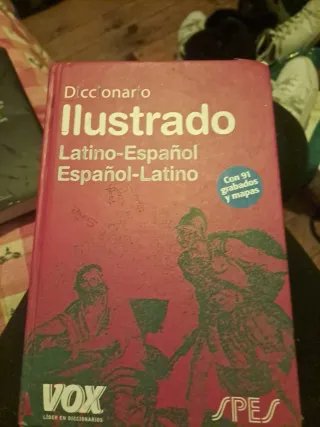 Diccionario
Ilustrado
Latino-Español
Español-Latino
Con 91
grabados
y mapas
VOX
LÍDER EN DICCIONARIOS
SPES